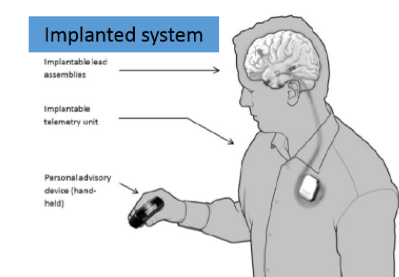 Implanted system
Implantable lead
assemblies
Implantable
telemetry unit
Personal advisory
device (hand-
held)